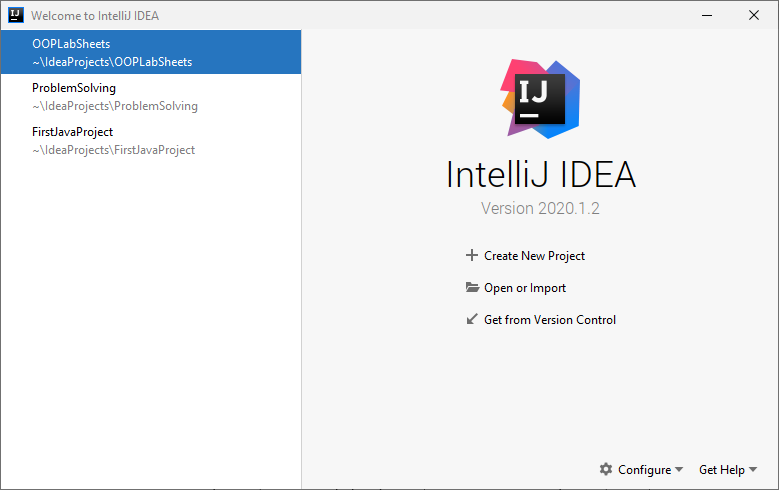 Welcome to IntelliJ IDEA
OOPLabSheets
~\IdeaProjects\OOPLabSheets
ProblemSolving
~\IdeaProjects\ProblemSolving
FirstJavaProject
~\IdeaProjects\FirstJavaProject
IJ
IntelliJ IDEA
Version 2020.1.2
Create New Project
Open or Import
Get from Version Control
Configure
Get Help